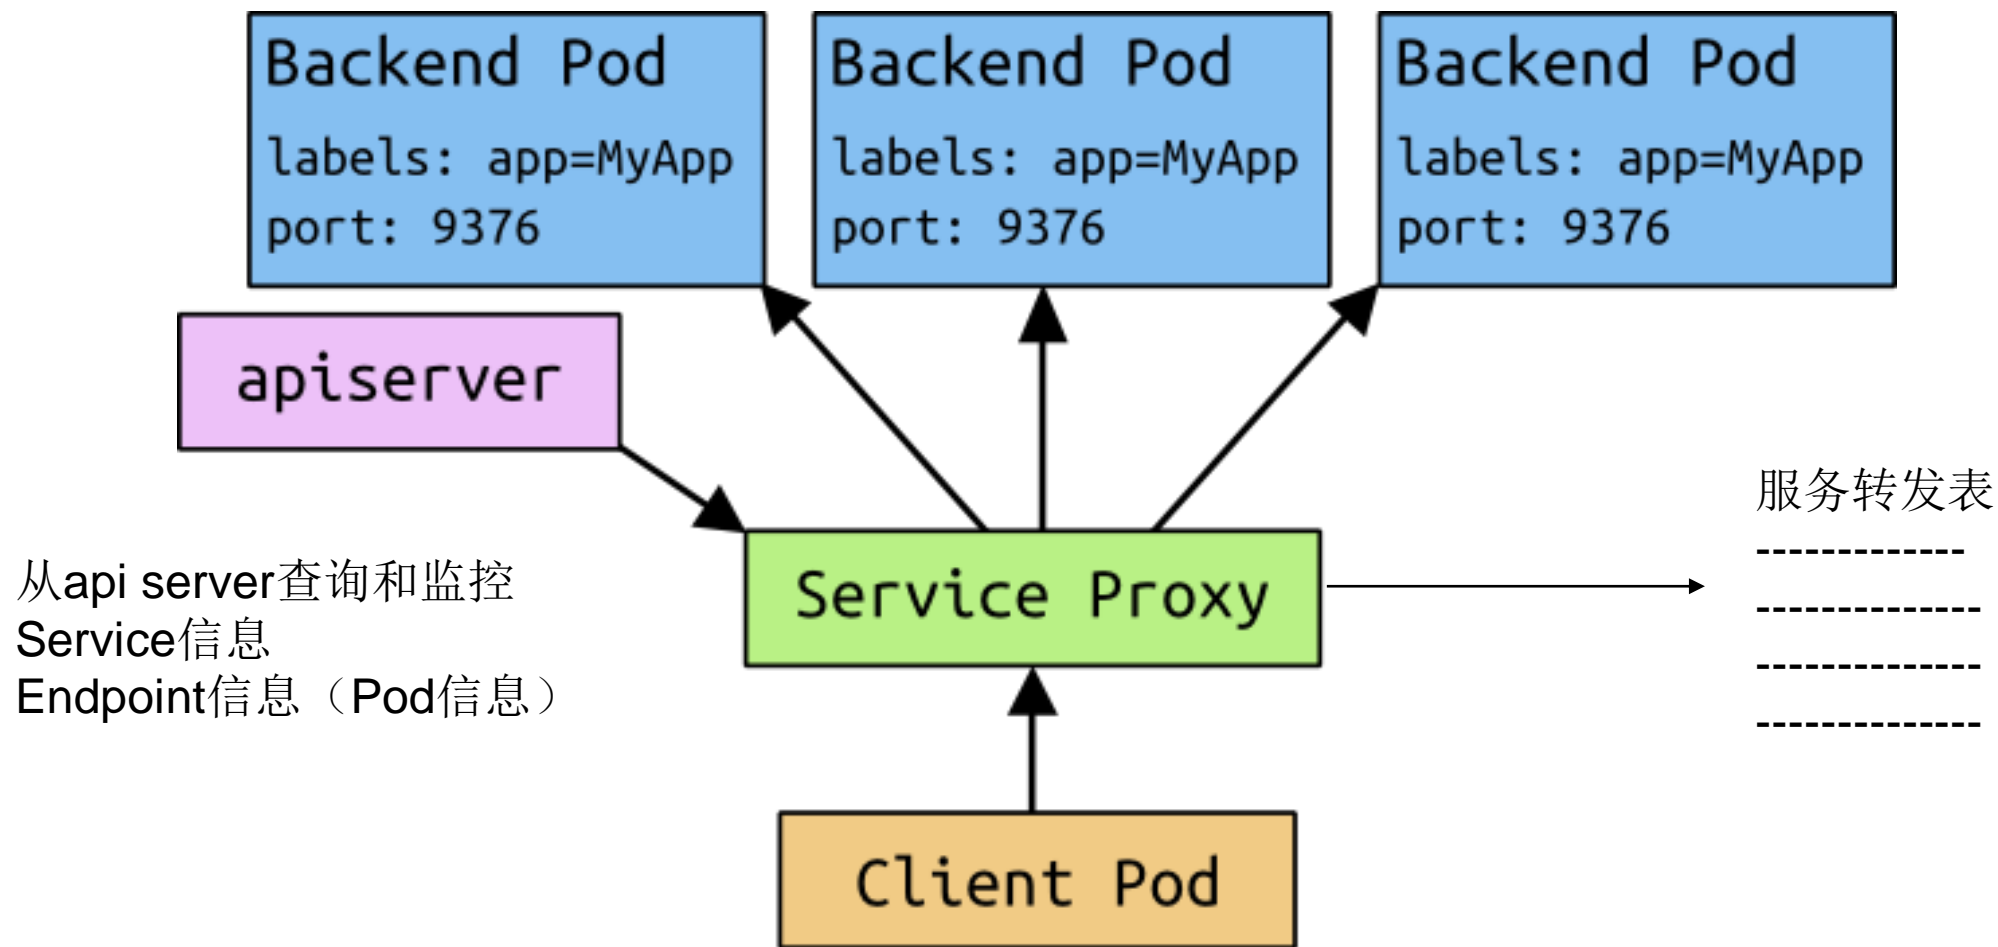 Backend Pod
labels: app=MyApp
port: 9376
Backend Pod
labels: app=MyApp
port: 9376
Backend Pod
labels: app=MyApp
port: 9376
apiserver
从api server查询和监控
Service信息
Endpoint信息（Pod信息）
Service Proxy
服务转发表
-------------
--------------
--------------
--------------
Client Pod